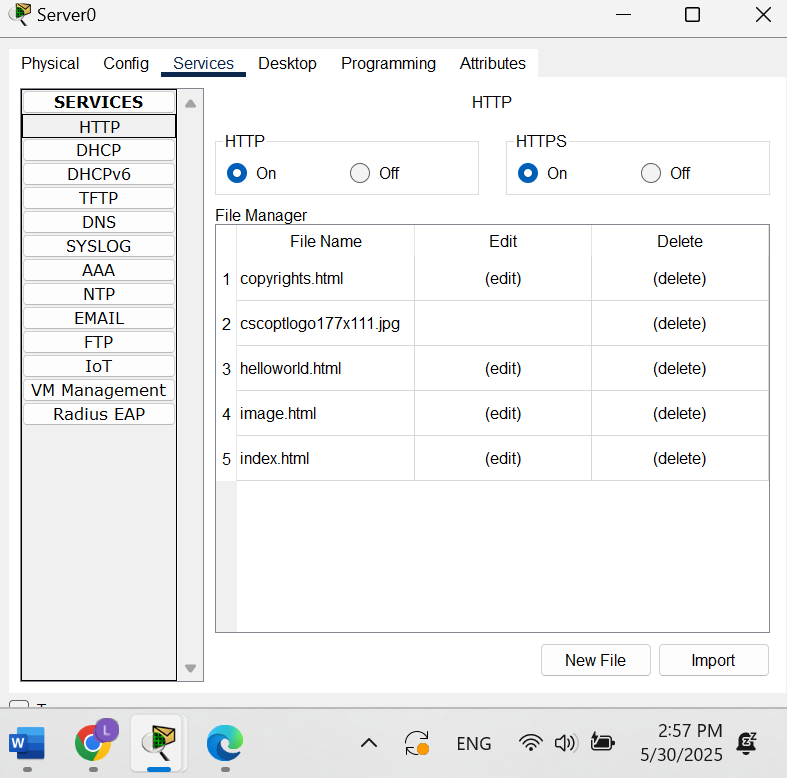 Server0
Physical Config Services Desktop Programming Attributes
SERVICES
HTTP
DHCP
DHCPv6
TFTP
DNS
SYSLOG
AAA
NTP
EMAIL
FTP
IoT
VM Management
Radius EAP
HTTP
HTTP
On Off
HTTPS
On Off
File Manager
File Name Edit Delete
1 copyrights.html (edit) (delete)
2 cscoptlogo177x111.jpg (delete)
3 helloworld.html (edit) (delete)
4 image.html (edit) (delete)
5 index.html (edit) (delete)
New File Import
W
L
ENG
2:57 PM
5/30/2025